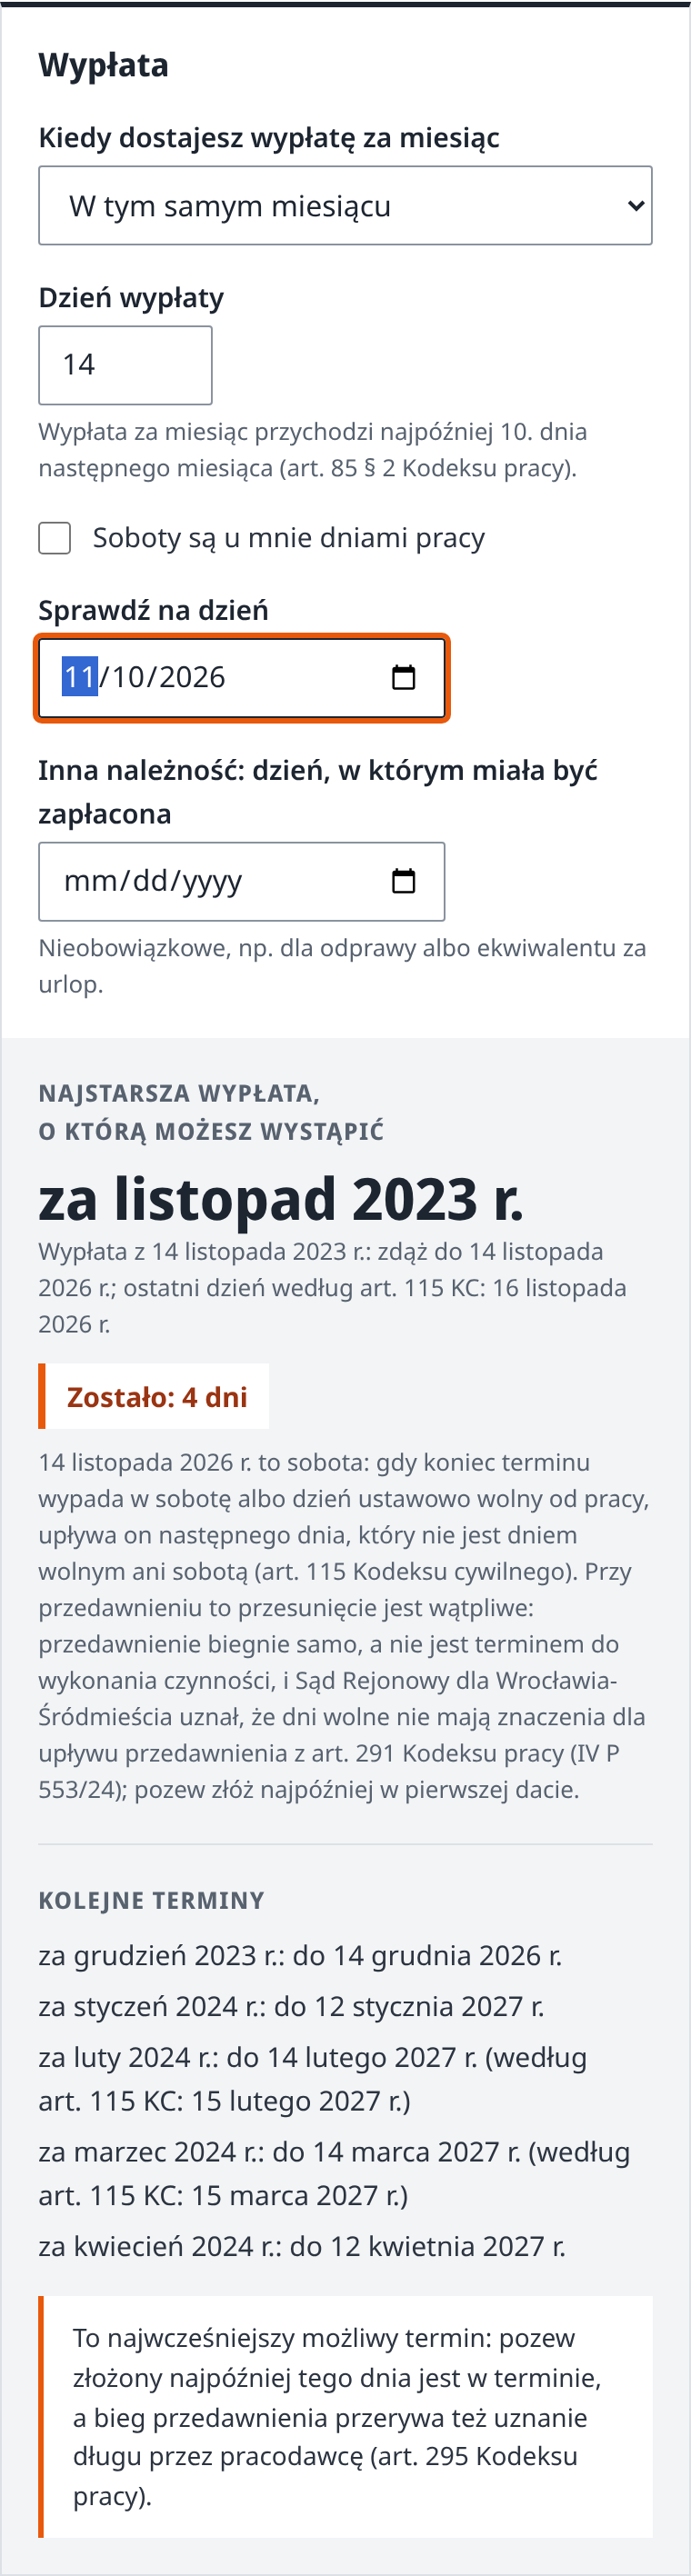 Wypłata
Kiedy dostajesz wypłatę za miesiąc
W tym samym miesiącu
Dzień wypłaty
14
Wypłata za miesiąc przychodzi najpóźniej 10. dnia
następnego miesiąca (art. 85 § 2 Kodeksu pracy).
Soboty są u mnie dniami pracy
Sprawdź na dzień
11/10/2026
Inna należność: dzień, w którym miała być
zapłacona
mm/dd/yyyy
Nieobowiązkowe, np. dla odprawy albo ekwiwalentu za
urlop.
NAJSTARSZA WYPŁATA,
O KTÓRĄ MOŻESZ WYSTĄPIĆ
za listopad 2023 r.
Wypłata z 14 listopada 2023 r.: zdąż do 14 listopada
2026 r.; ostatni dzień według art. 115 KC: 16 listopada
2026 r.
Zostało: 4 dni
14 listopada 2026 r. to sobota: gdy koniec terminu
wypada w sobotę albo dzień ustawowo wolny od pracy,
upływa on następnego dnia, który nie jest dniem
wolnym ani sobotą (art. 115 Kodeksu cywilnego). Przy
przedawnieniu to przesunięcie jest wątpliwe:
przedawnienie biegnie samo, a nie jest terminem do
wykonania czynności, i Sąd Rejonowy dla Wrocławia-
Śródmieścia uznał, że dni wolne nie mają znaczenia dla
upływu przedawnienia z art. 291 Kodeksu pracy (IV P
553/24); pozew złóż najpóźniej w pierwszej dacie.
KOLEJNE TERMINY
za grudzień 2023 r.: do 14 grudnia 2026 r.
za styczeń 2024 r.: do 12 stycznia 2027 r.
za luty 2024 r.: do 14 lutego 2027 r. (według
art. 115 KC: 15 lutego 2027 r.)
za marzec 2024 r.: do 14 marca 2027 r. (według
art. 115 KC: 15 marca 2027 r.)
za kwiecień 2024 r.: do 12 kwietnia 2027 r.
To najwcześniejszy możliwy termin: pozew
złożony najpóźniej tego dnia jest w terminie,
a bieg przedawnienia przerywa też uznanie
długu przez pracodawcę (art. 295 Kodeksu
pracy).